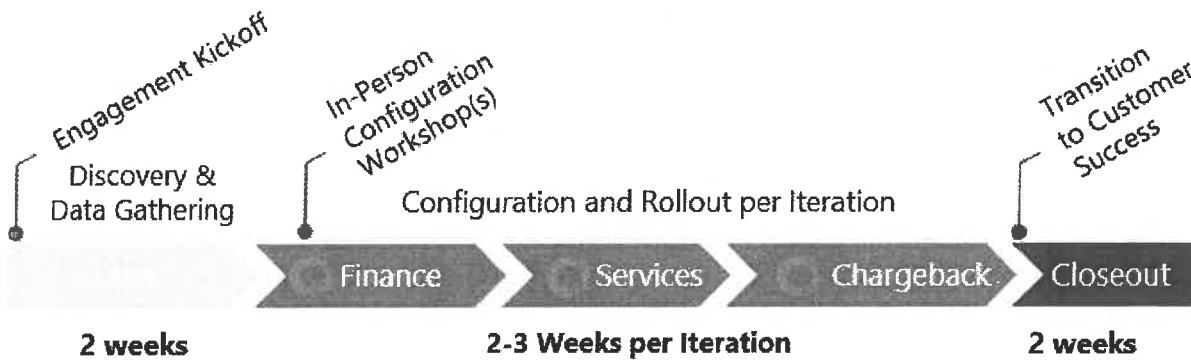 Engagement Kickoff
Discovery &
Data Gathering
In-Person
Configuration
Workshop(s)
Configuration and Rollout per Iteration
Transition
to Customer
Success
Finance
Services
Chargeback
Closeout
2 weeks
2-3 Weeks per Iteration
2 weeks